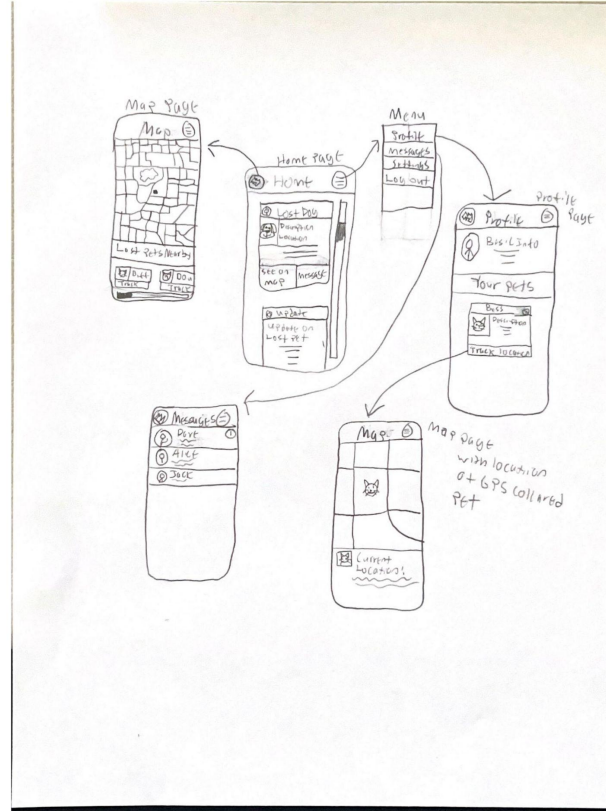 Map Page
Map
Lost Pets Nearby
Track
Track
Home Page
Home
Lost Dog
Description
Location
See on
Map
Message
Update
Update on
Lost Pet
Menu
Profile
Messages
Settings
Log out
Profile
Page
Profile
Basic Info
Your Pets
Description
Track location
Messages
Alex
Jack
Map
Current
Location:
Map Page
with location
of GPS collared
Pet